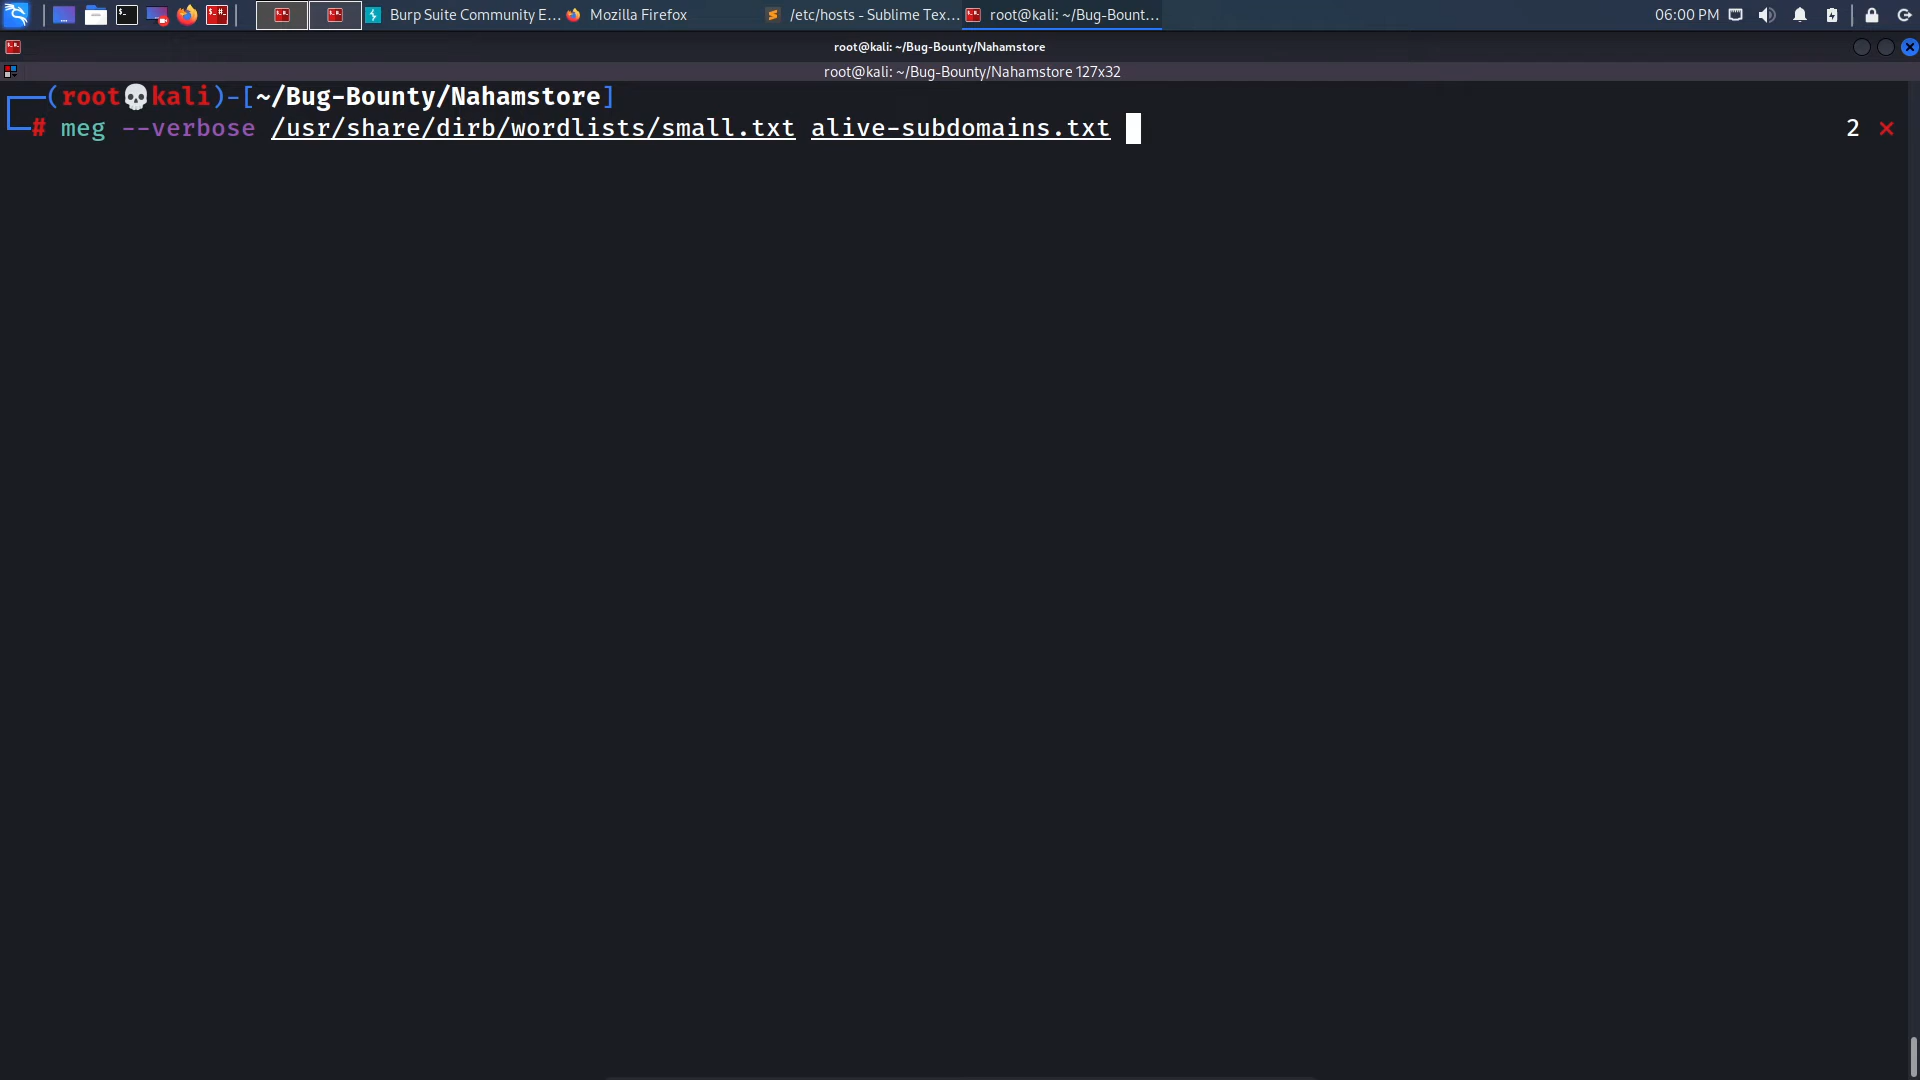 Burp Suite Community E... Mozilla Firefox /etc/hosts - Sublime Tex... root@kali: ~/Bug-Bount... 06:00 PM
root@kali: ~/Bug-Bounty/Nahamstore
root@kali: ~/Bug-Bounty/Nahamstore 127x32
(root💀kali)-[~/Bug-Bounty/Nahamstore]
# meg --verbose /usr/share/dirb/wordlists/small.txt alive-subdomains.txt 2 ✕